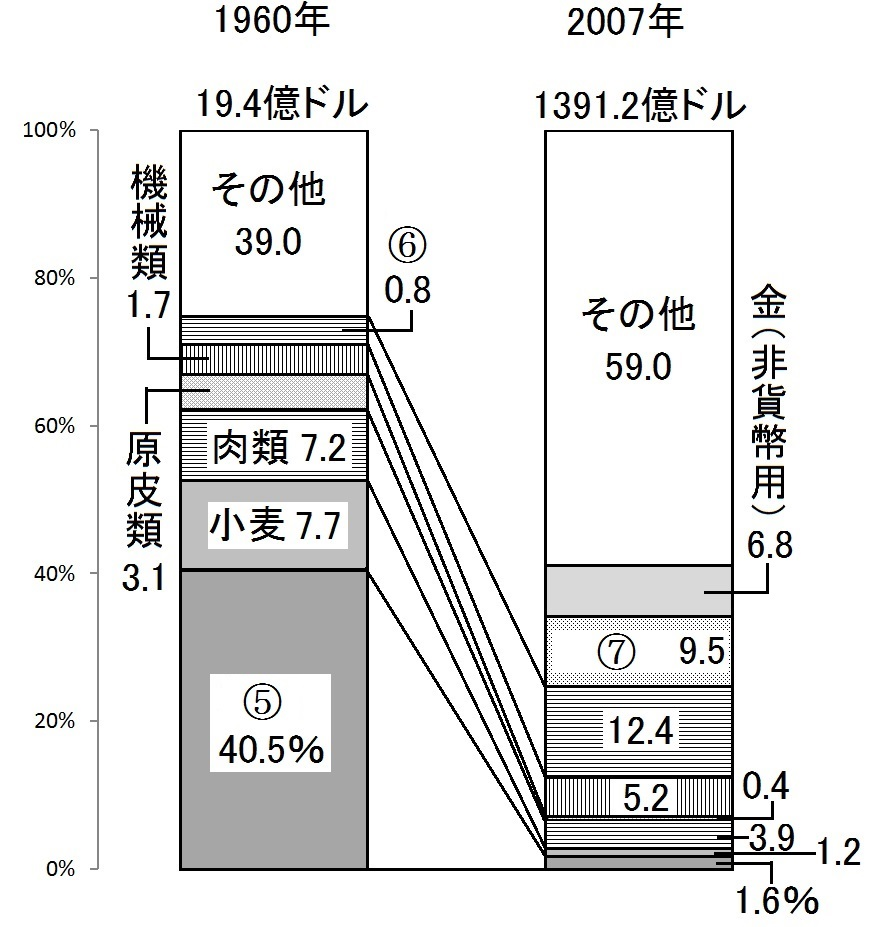 1960年
2007年
19.4億ドル
1391.2億ドル
100%
80%
60%
40%
20%
0%
その他
39.0
⑥
0.8
機械類
1.7
原皮類
3.1
肉類 7.2
小麦 7.7
⑤
40.5%
その他
59.0
金(非貨幣用)
6.8
⑦ 9.5
12.4
5.2
0.4
3.9
1.2
1.6%